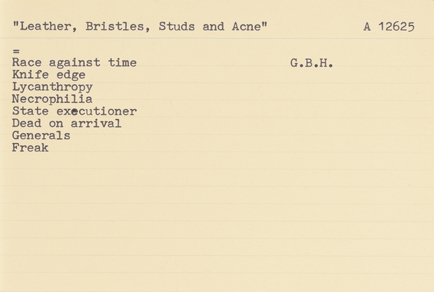 "Leather, Bristles, Studs and Acne" A 12625
=
Race against time G.B.H.
Knife edge
Lycanthropy
Necrophilia
State executioner
Dead on arrival
Generals
Freak